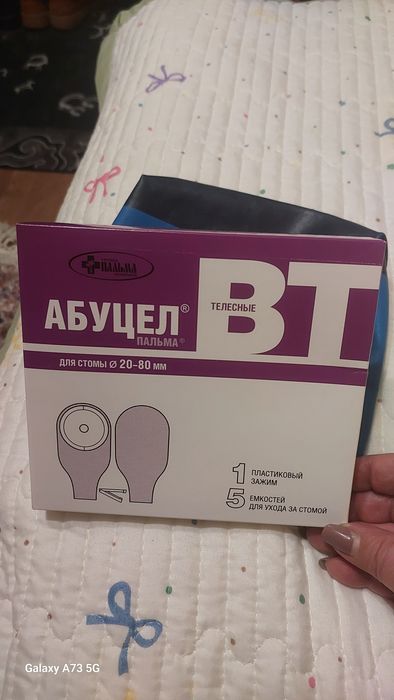 ПАЛЬМА
АБУЦЕЛ®
ПАЛЬМА®
ТЕЛЕСНЫЕ
ВТ
ДЛЯ СТОМЫ Ø 20-80 ММ
1 ПЛАСТИКОВЫЙ
ЗАЖИМ
5 ЕМКОСТЕЙ
ДЛЯ УХОДА ЗА СТОМОЙ
Galaxy A73 5G